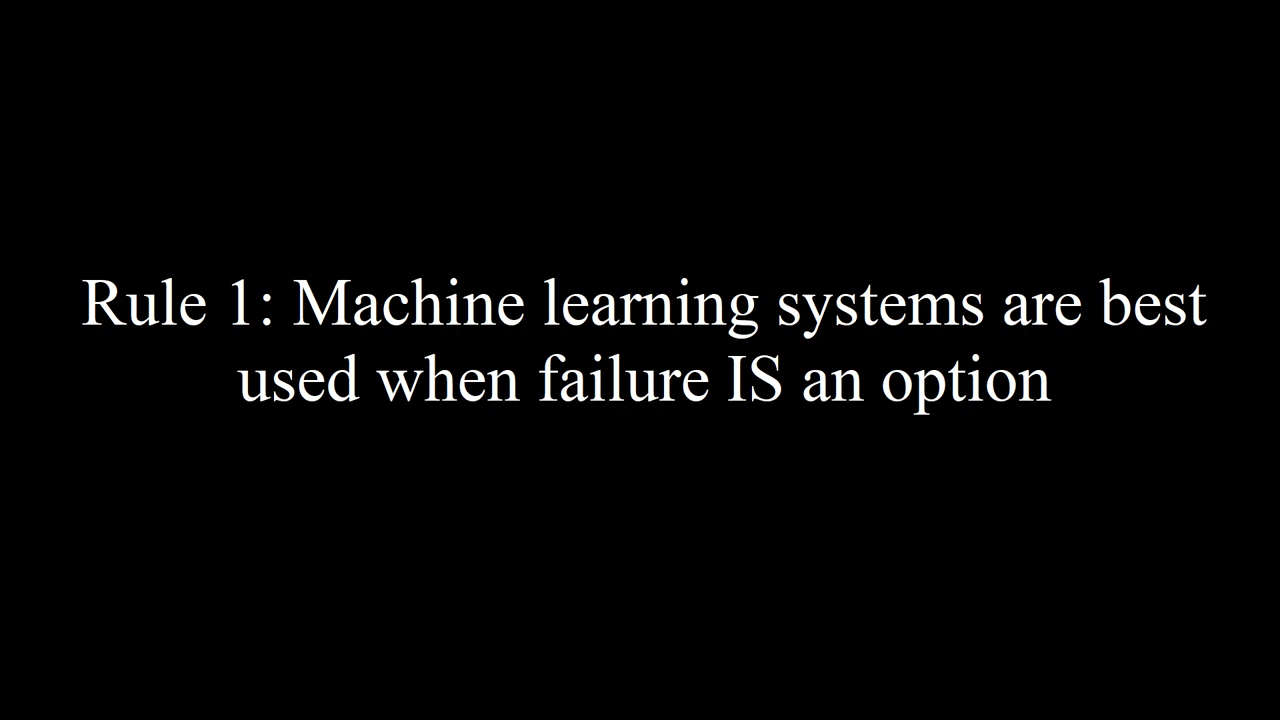 Rule 1: Machine learning systems are best
used when failure IS an option